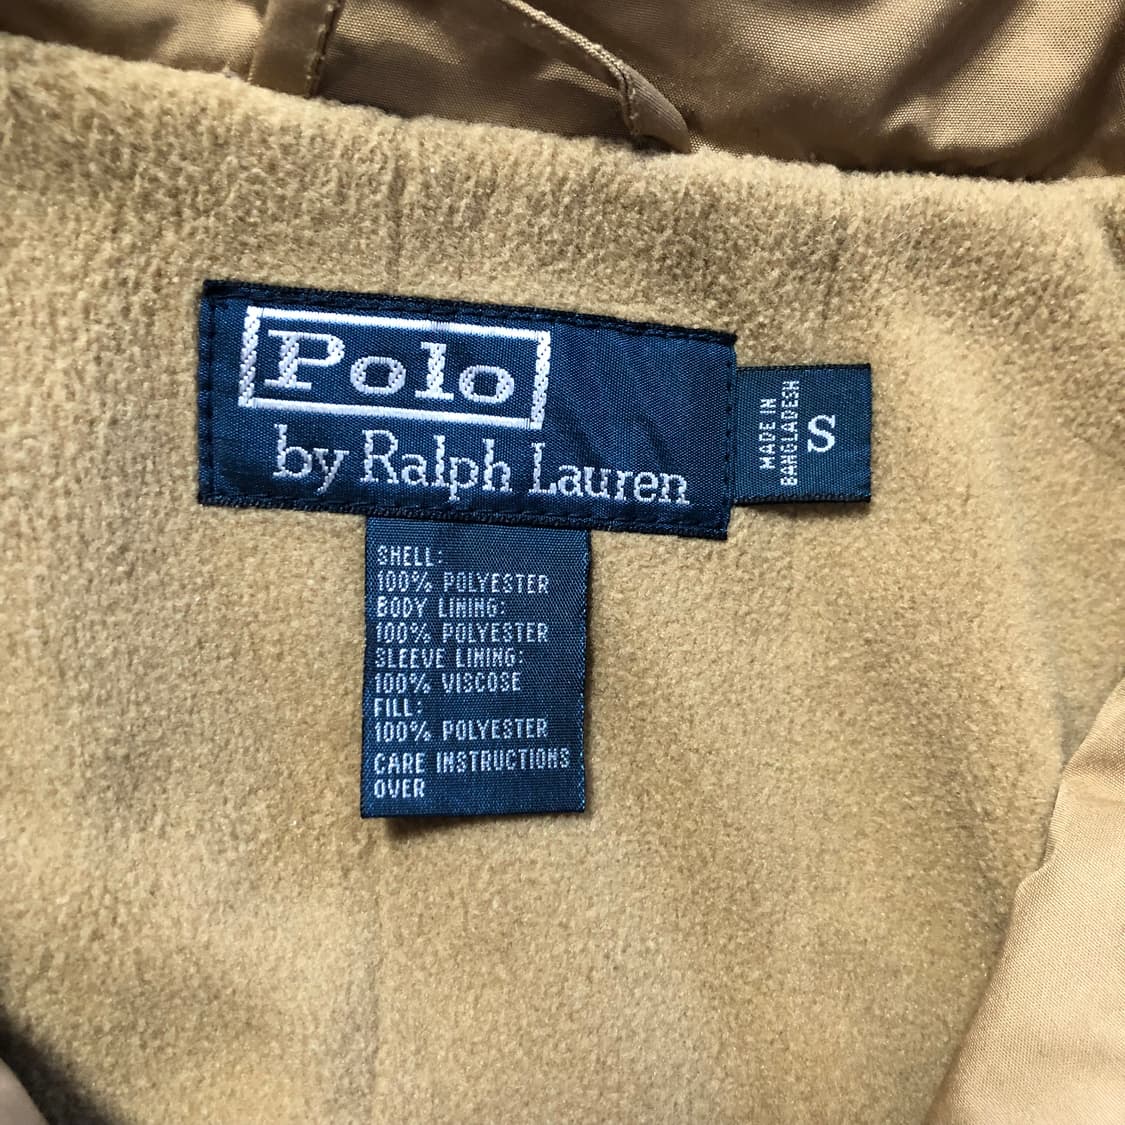 Polo
by Ralph Lauren
MADE IN
BANGLADESH
S
SHELL:
100% POLYESTER
BODY LINING:
100% POLYESTER
SLEEVE LINING:
100% VISCOSE
FILL:
100% POLYESTER
CARE INSTRUCTIONS
OVER